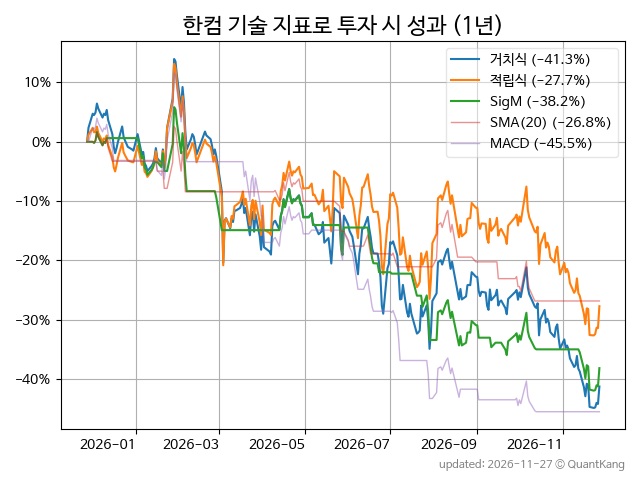 한컴 기술 지표로 투자 시 성과 (1년)
거치식 (−41.3%)
적립식 (−27.7%)
SigM (−38.2%)
SMA(20) (−26.8%)
MACD (−45.5%)
10%
0%
−10%
−20%
−30%
−40%
2026-01 2026-03 2026-05 2026-07 2026-09 2026-11
updated: 2026-11-27 © QuantKang